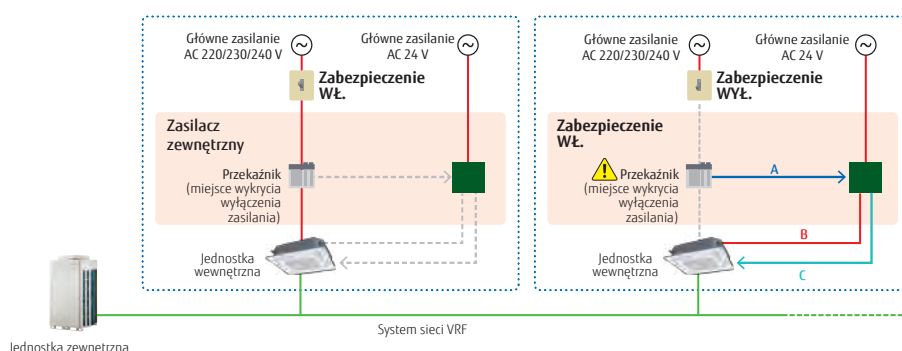 Główne zasilanie
AC 220/230/240 V
Główne zasilanie
AC 24 V
Zabezpieczenie
WŁ.
Zasilacz
zewnętrzny
Przekaźnik
(miejsce wykrycia
wyłączenia
zasilania)
Jednostka
wewnętrzna
Główne zasilanie
AC 220/230/240 V
Główne zasilanie
AC 24 V
Zabezpieczenie
WYŁ.
Zabezpieczenie
WŁ.
Przekaźnik
(miejsce wykrycia
wyłączenia
zasilania)
A
B
C
Jednostka
wewnętrzna
System sieci VRF
Jednostka zewnętrzna